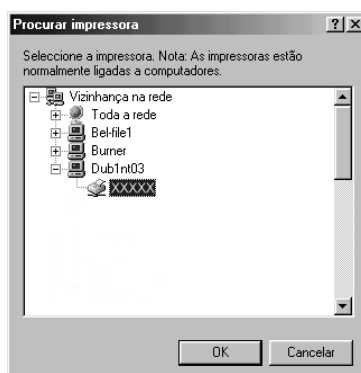 Procurar impressora
Seleccione a impressora. Nota: As impressoras estão
normalmente ligadas a computadores.
Vizinhança na rede
Toda a rede
Bel-file1
Burner
Dub1nt03
XXXXX
OK Cancelar